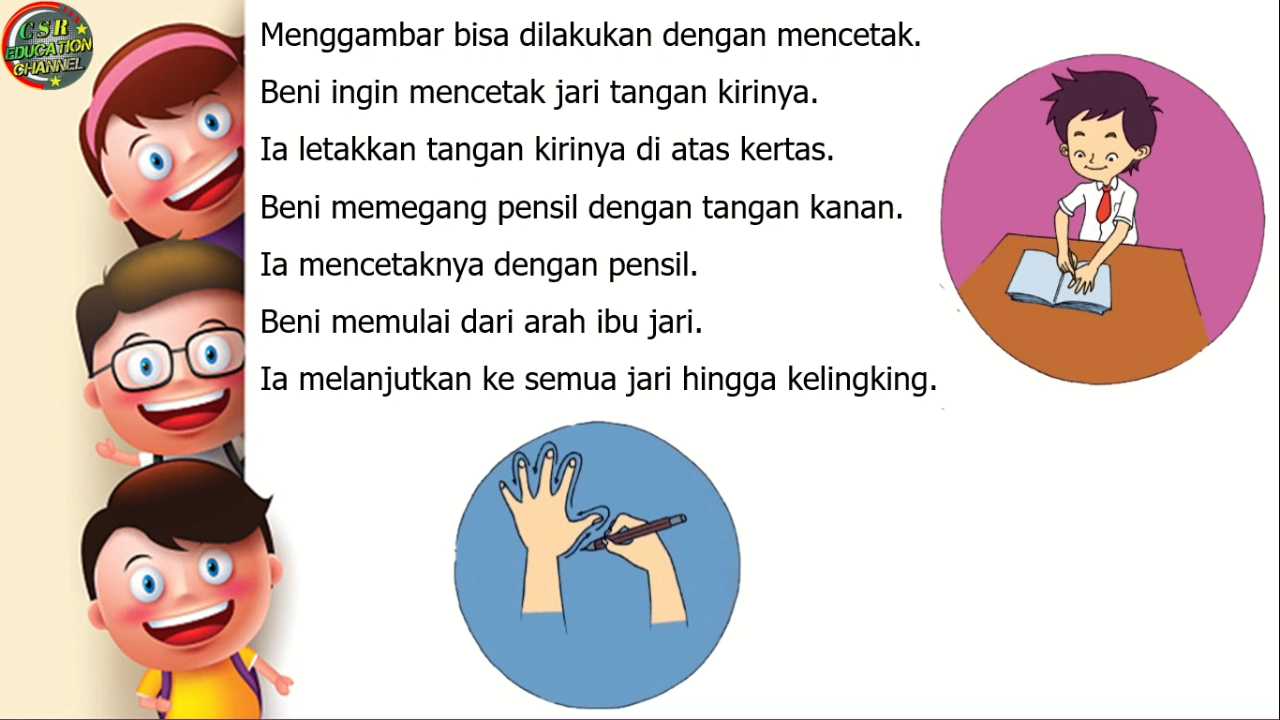 CSR
EDUCATION
CHANNEL
Menggambar bisa dilakukan dengan mencetak.
Beni ingin mencetak jari tangan kirinya.
Ia letakkan tangan kirinya di atas kertas.
Beni memegang pensil dengan tangan kanan.
Ia mencetaknya dengan pensil.
Beni memulai dari arah ibu jari.
Ia melanjutkan ke semua jari hingga kelingking.